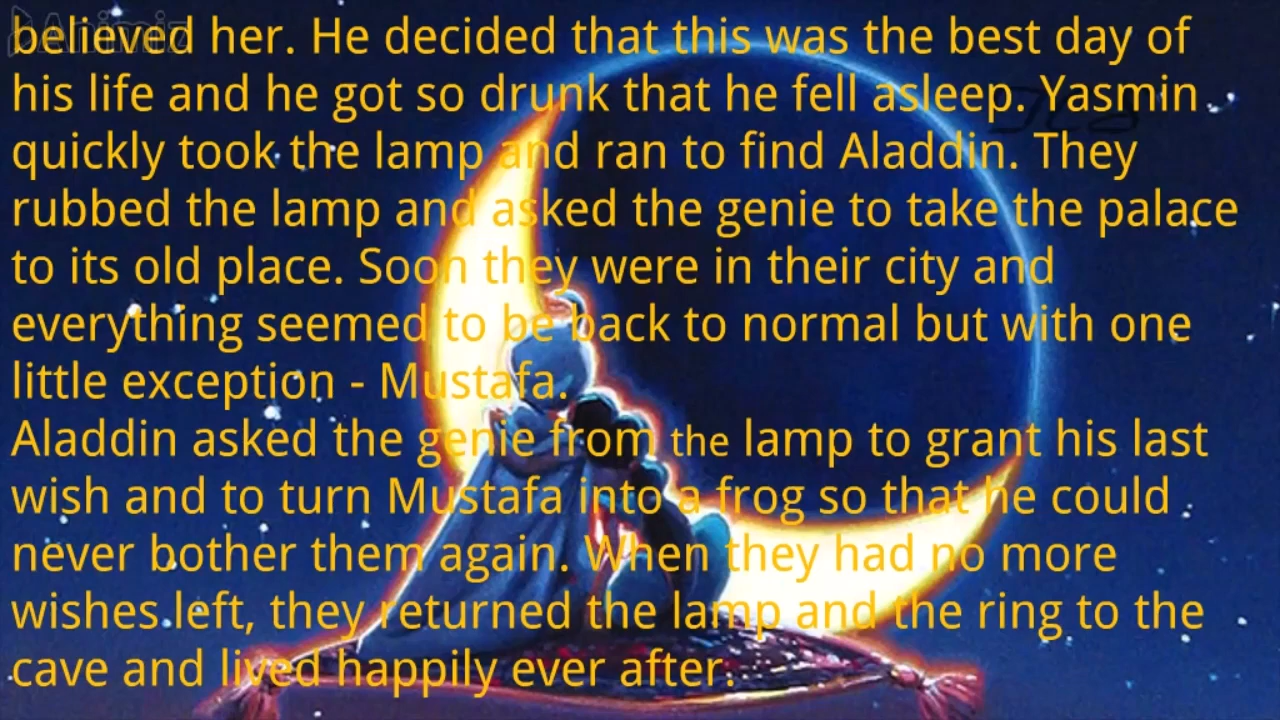 Animiz
believed her. He decided that this was the best day of
his life and he got so drunk that he fell asleep. Yasmin
quickly took the lamp and ran to find Aladdin. They
rubbed the lamp and asked the genie to take the palace
to its old place. Soon they were in their city and
everything seemed to be back to normal but with one
little exception - Mustafa.
Aladdin asked the genie from the lamp to grant his last
wish and to turn Mustafa into a frog so that he could
never bother them again. When they had no more
wishes left, they returned the lamp and the ring to the
cave and lived happily ever after.